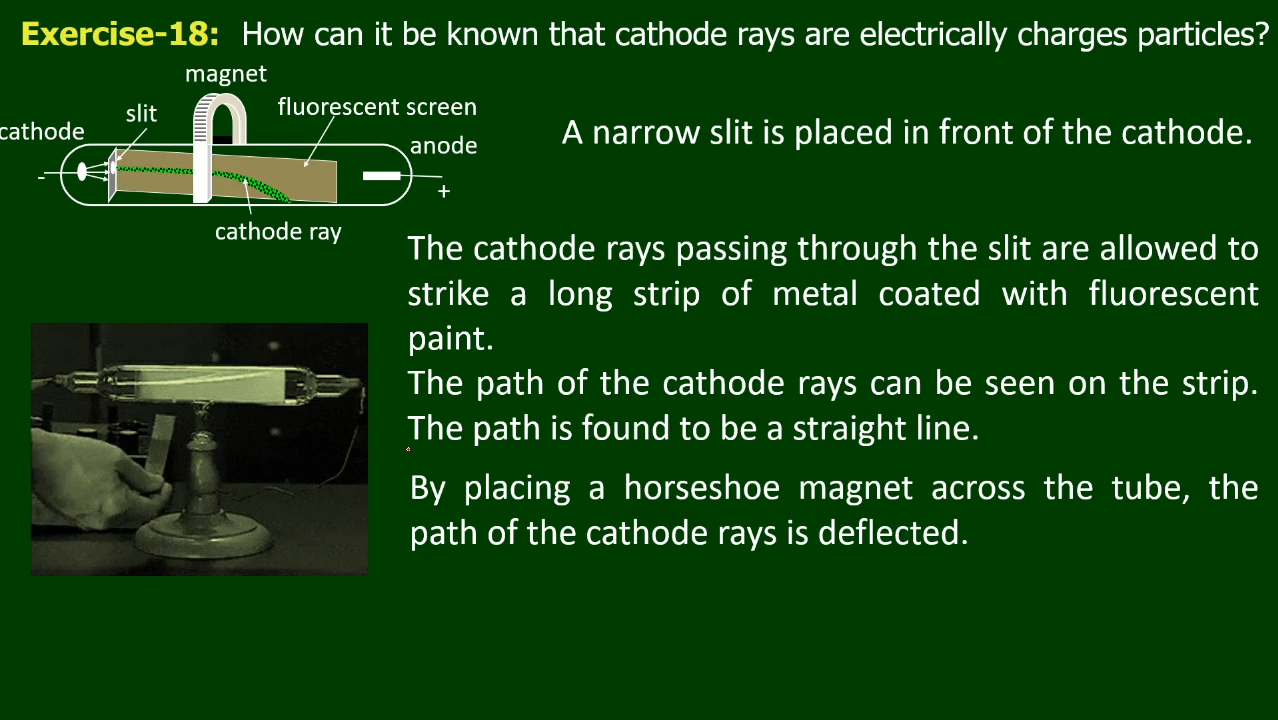 Exercise-18: How can it be known that cathode rays are electrically charges particles?
magnet
slit
fluorescent screen
cathode
anode
-
+
cathode ray
A narrow slit is placed in front of the cathode.
The cathode rays passing through the slit are allowed to
strike a long strip of metal coated with fluorescent
paint.
The path of the cathode rays can be seen on the strip.
The path is found to be a straight line.
By placing a horseshoe magnet across the tube, the
path of the cathode rays is deflected.